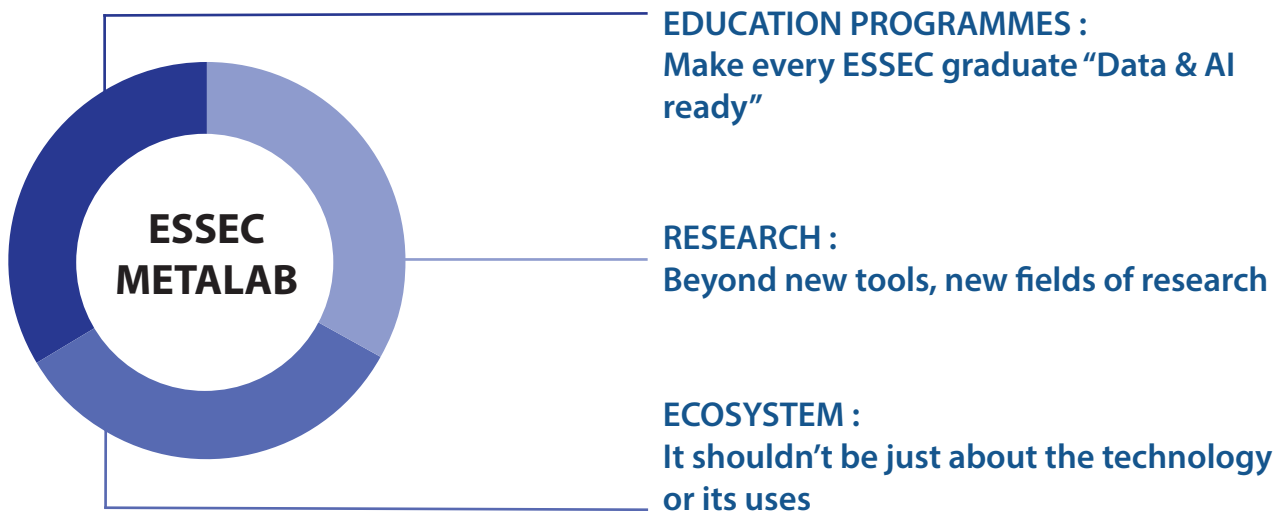 ESSEC
METALAB
EDUCATION PROGRAMMES :
Make every ESSEC graduate “Data & AI
ready”
RESEARCH :
Beyond new tools, new fields of research
ECOSYSTEM :
It shouldn’t be just about the technology
or its uses